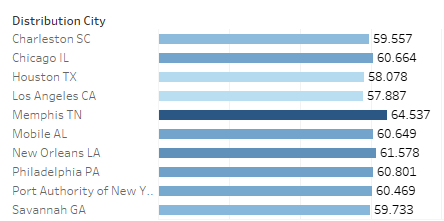 Distribution City
Charleston SC 59.557
Chicago IL 60.664
Houston TX 58.078
Los Angeles CA 57.887
Memphis TN 64.537
Mobile AL 60.649
New Orleans LA 61.578
Philadelphia PA 60.801
Port Authority of New Y.. 60.469
Savannah GA 59.733